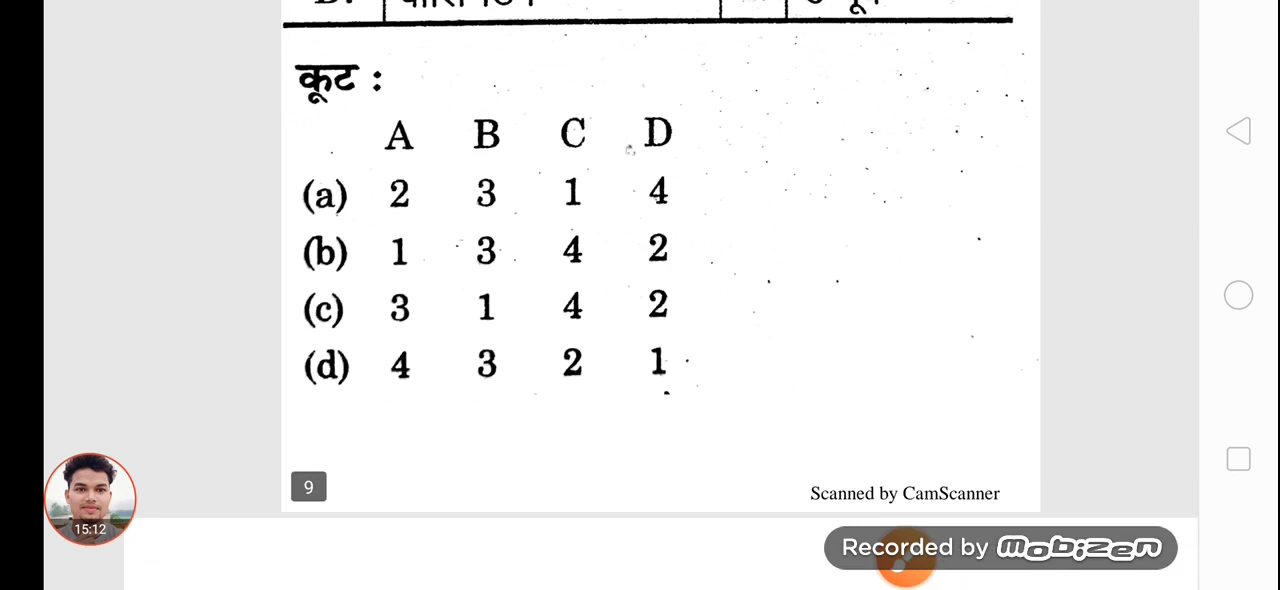 कूट :
A B C D
(a) 2 3 1 4
(b) 1 3 4 2
(c) 3 1 4 2
(d) 4 3 2 1
9
Scanned by CamScanner
15:12
Recorded by mobizen